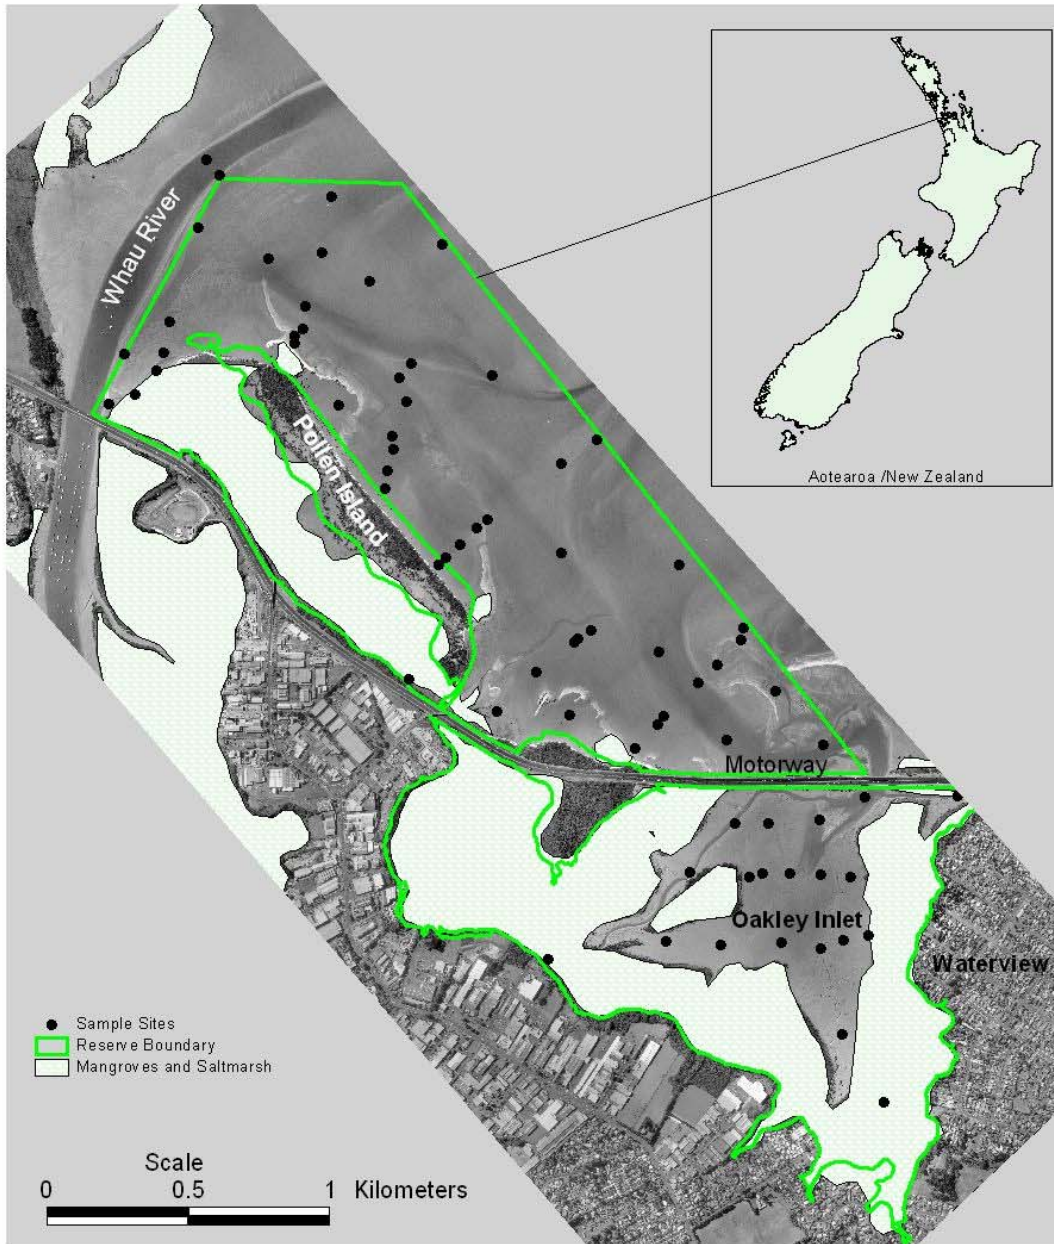 Whau River
Pollen Island
Aotearoa /New Zealand
Motorway
Oakley Inlet
Waterview
Sample Sites
Reserve Boundary
Mangroves and Saltmarsh
Scale
0 0.5 1 Kilometers